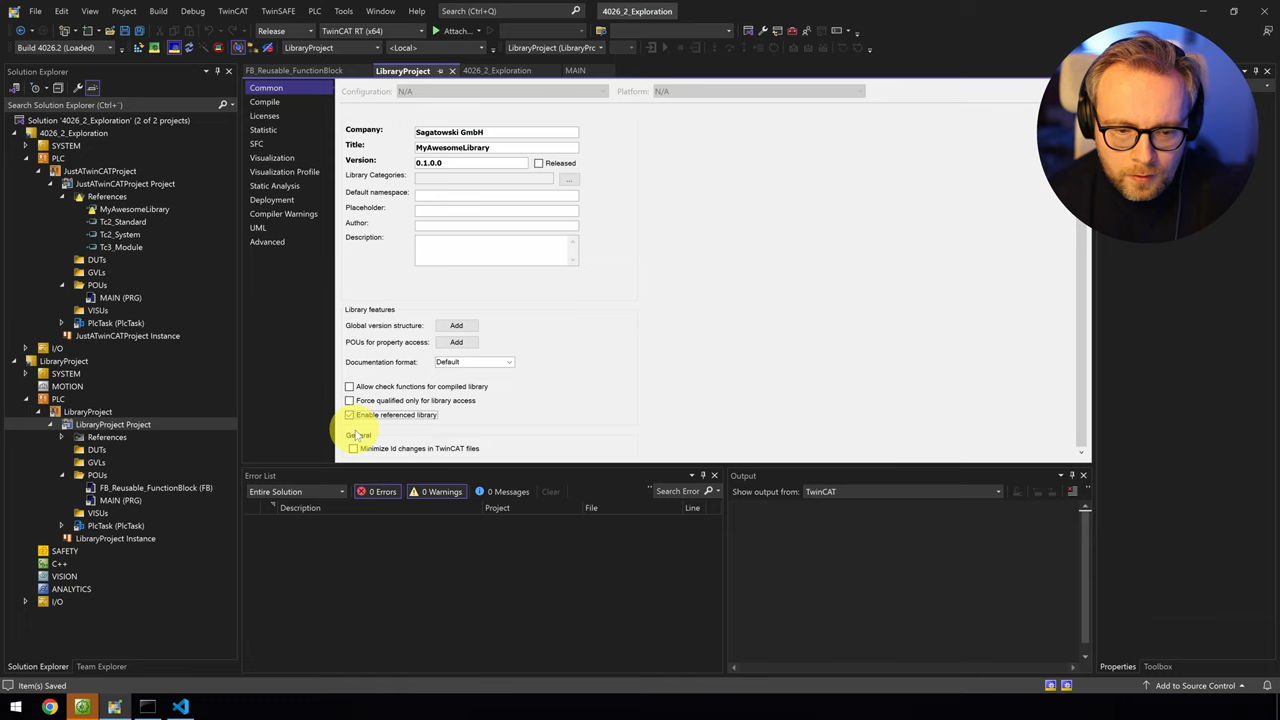 File Edit View Project Build Debug TwinCAT TwinSAFE PLC Tools Window Help Search (Ctrl+Q) 4026_2_Exploration
Release TwinCAT RT (x64) Attach...
Build 4026.2 (Loaded) LibraryProject <Local> LibraryProject (LibraryPrc
Solution Explorer
Search Solution Explorer (Ctrl+")
Solution '4026_2_Exploration' (2 of 2 projects)
4026_2_Exploration
SYSTEM
PLC
JustATwinCATProject
JustATwinCATProject Project
References
MyAwesomeLibrary
Tc2_Standard
Tc2_System
Tc3_Module
DUTs
GVLs
POUs
MAIN (PRG)
VISUs
PlcTask (PlcTask)
JustATwinCATProject Instance
I/O
LibraryProject
SYSTEM
MOTION
PLC
LibraryProject
LibraryProject Project
References
DUTs
GVLs
POUs
FB_Reusable_FunctionBlock (FB)
MAIN (PRG)
VISUs
PlcTask (PlcTask)
LibraryProject Instance
SAFETY
C++
VISION
ANALYTICS
I/O
Solution Explorer Team Explorer
FB_Reusable_FunctionBlock LibraryProject 4026_2_Exploration MAIN
Common
Compile
Licenses
Statistic
SFC
Visualization
Visualization Profile
Static Analysis
Deployment
Compiler Warnings
UML
Advanced
Configuration: N/A Platform: N/A
Company: Sagatowski GmbH
Title: MyAwesomeLibrary
Version: 0.1.0.0 Released
Library Categories: ...
Default namespace:
Placeholder:
Author:
Description:
Library features
Global version structure: Add
POUs for property access: Add
Documentation format: Default
Allow check functions for compiled library
Force qualified only for library access
Enable referenced library
General
Minimize Id changes in TwinCAT files
Error List
Entire Solution 0 Errors 0 Warnings 0 Messages Clear Search Error
Description Project File Line
Output
Show output from: TwinCAT
Properties Toolbox
Item(s) Saved Add to Source Control